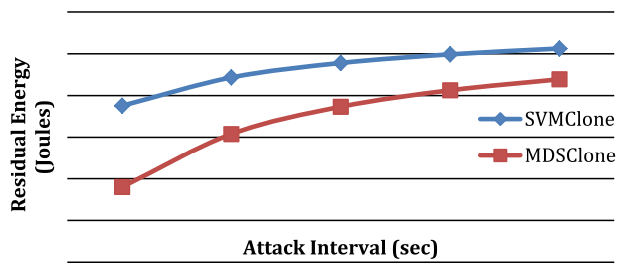 Residual Energy
(Joules)
SVMClone
MDSClone
Attack Interval (sec)